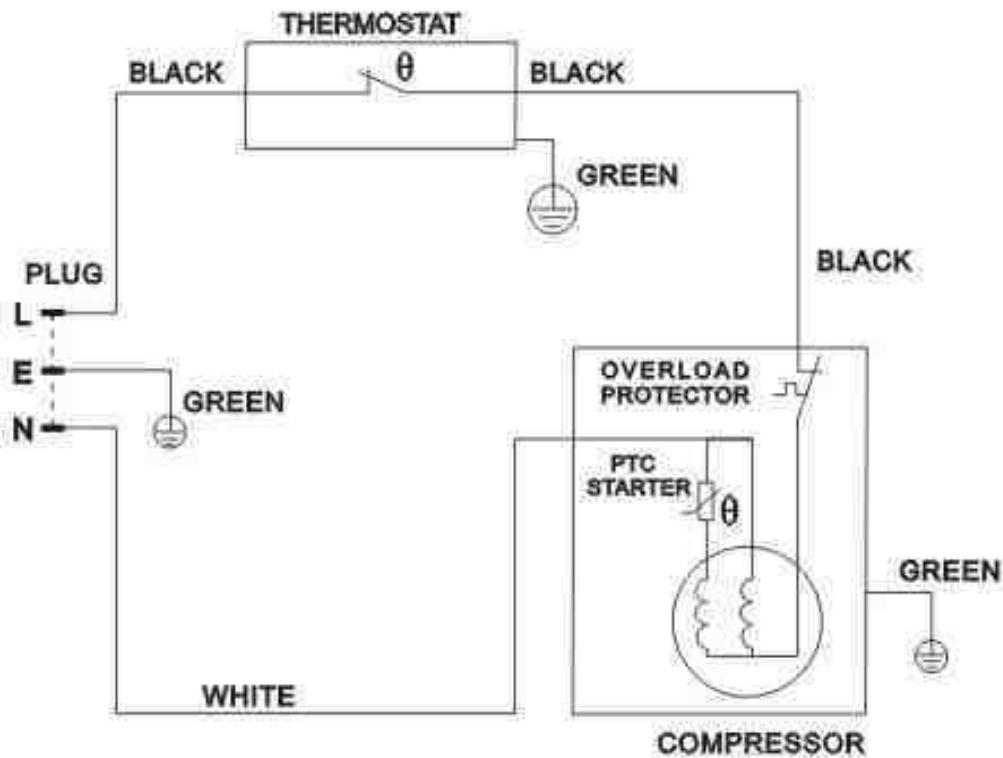 THERMOSTAT
BLACK
θ
BLACK
GREEN
BLACK
PLUG
L
E
GREEN
N
OVERLOAD
PROTECTOR
PTC
STARTER
θ
GREEN
WHITE
COMPRESSOR